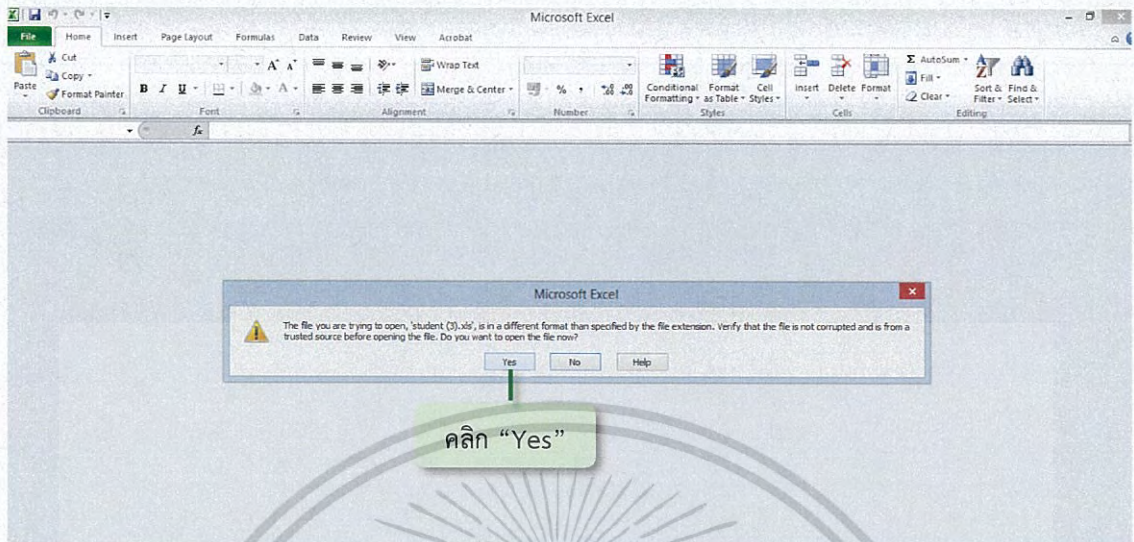 Microsoft Excel
File Home Insert Page Layout Formulas Data Review View Acrobat
Cut
Copy
Format Painter
Paste
Clipboard
B I U
A A
Font
Wrap Text
Merge & Center
Alignment
% ,
Number
Conditional Formatting
Format as Table
Cell Styles
Styles
Insert Delete Format
Cells
Σ AutoSum
Fill
Clear
Sort & Filter
Find & Select
Editing
fx
Microsoft Excel
The file you are trying to open, 'student (3).xls', is in a different format than specified by the file extension. Verify that the file is not corrupted and is from a
trusted source before opening the file. Do you want to open the file now?
Yes No Help
คลิก “Yes”